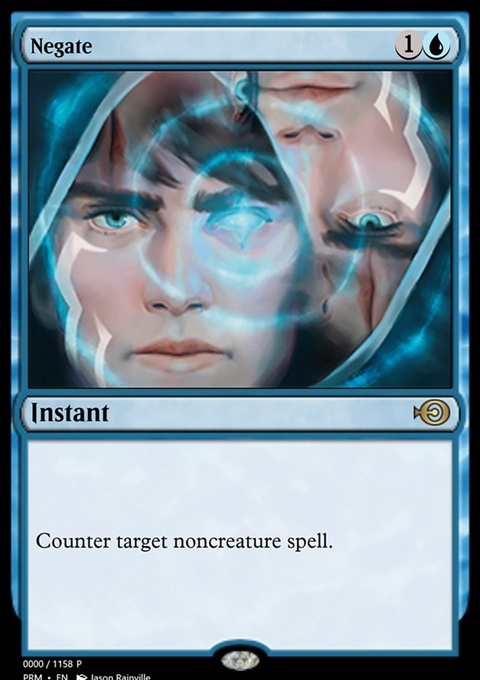 Negate
1
Instant
Counter target noncreature spell.
0000 / 1158 P
PRM • EN Jason Rainville